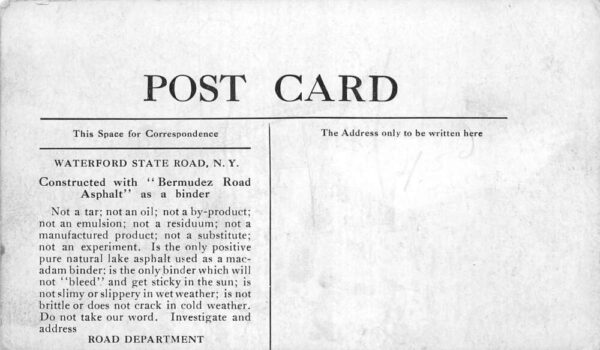 POST CARD
This Space for Correspondence
The Address only to be written here
WATERFORD STATE ROAD, N. Y.
Constructed with "Bermudez Road
Asphalt" as a binder
Not a tar; not an oil; not a by-product;
not an emulsion; not a residuum; not a
manufactured product; not a substitute;
not an experiment. Is the only positive
pure natural lake asphalt used as a mac-
adam binder; is the only binder which will
not "bleed" and get sticky in the sun; is
not slimy or slippery in wet weather; is not
brittle or does not crack in cold weather.
Do not take our word. Investigate and
address
ROAD DEPARTMENT